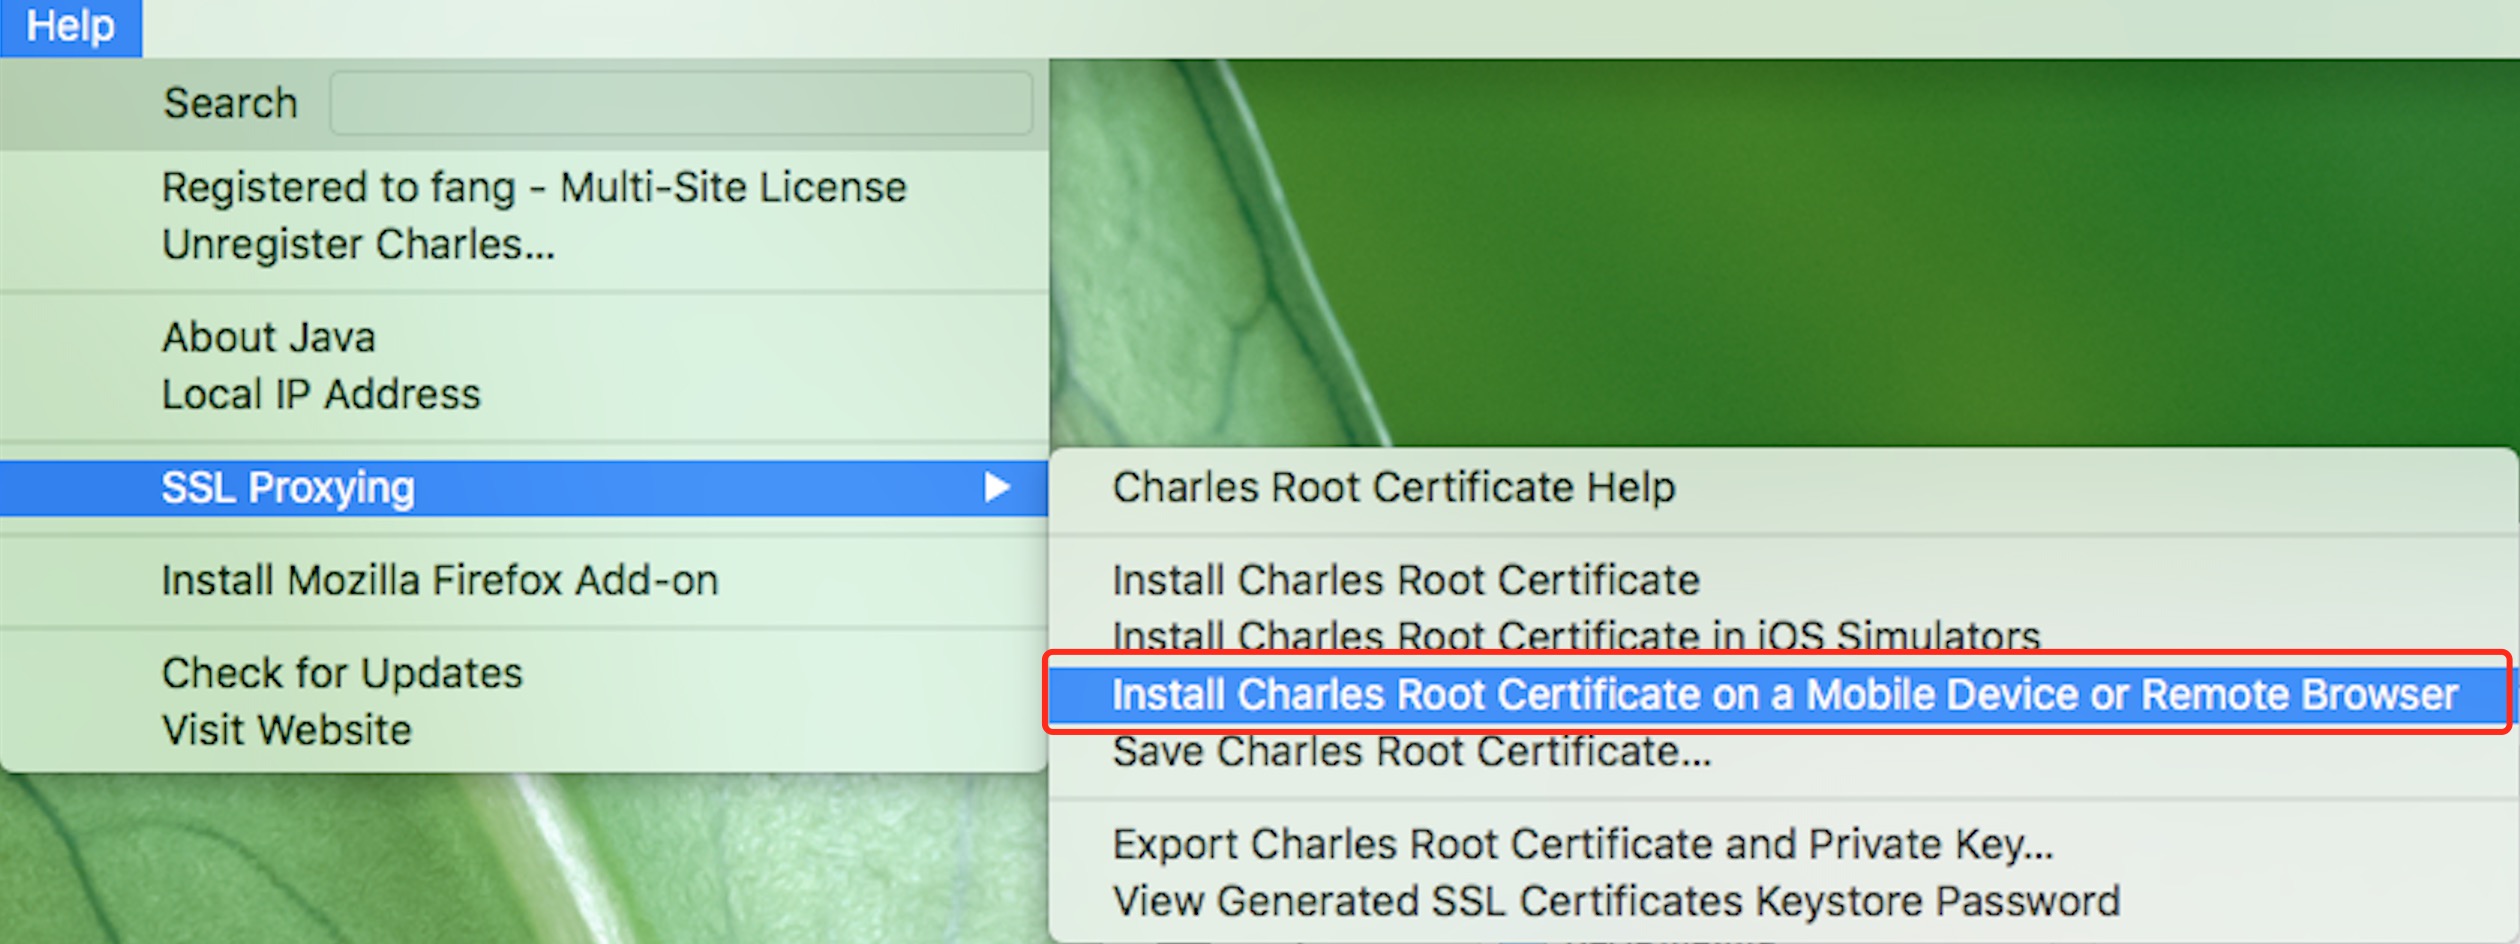 Help
Search
Registered to fang - Multi-Site License
Unregister Charles...
About Java
Local IP Address
SSL Proxying
Install Mozilla Firefox Add-on
Check for Updates
Visit Website
Charles Root Certificate Help
Install Charles Root Certificate
Install Charles Root Certificate in iOS Simulators
Install Charles Root Certificate on a Mobile Device or Remote Browser
Save Charles Root Certificate...
Export Charles Root Certificate and Private Key...
View Generated SSL Certificates Keystore Password